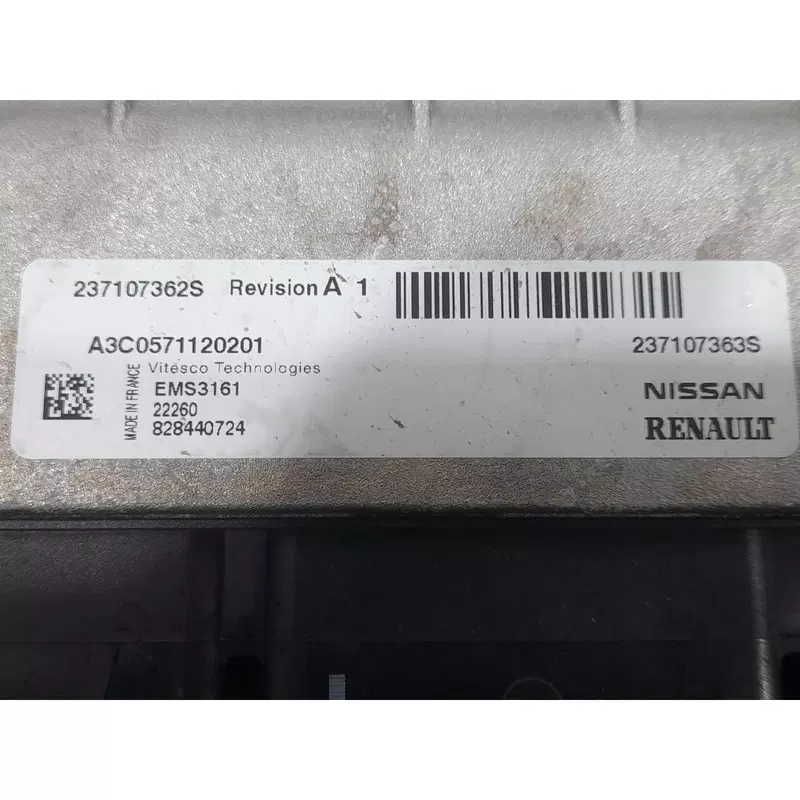 237107362S Revision A 1
A3C0571120201 237107363S
Vitesco Technologies
MADE IN FRANCE
EMS3161 NISSAN
22260
828440724 RENAULT